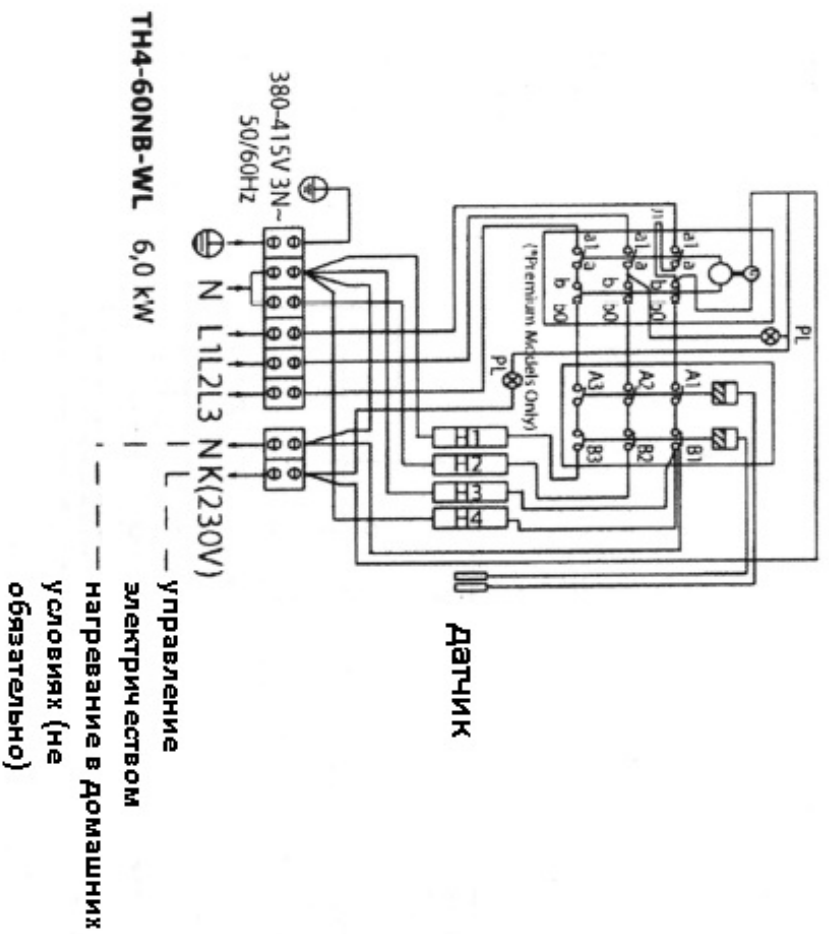 TH4-60NB-WL 6,0 kW
380-415V 3N~
50/60Hz
N L1L2L3 N K(230V)
a1 a b b0
a1 a b b0
a1 a b b0
(*Premium Models Only)
PL
PL
A1 B1
A2 B2
A3 B3
H1
H2
H3
H4
датчик
управление
электричеством
нагревание в домашних
условиях (не
обязательно)